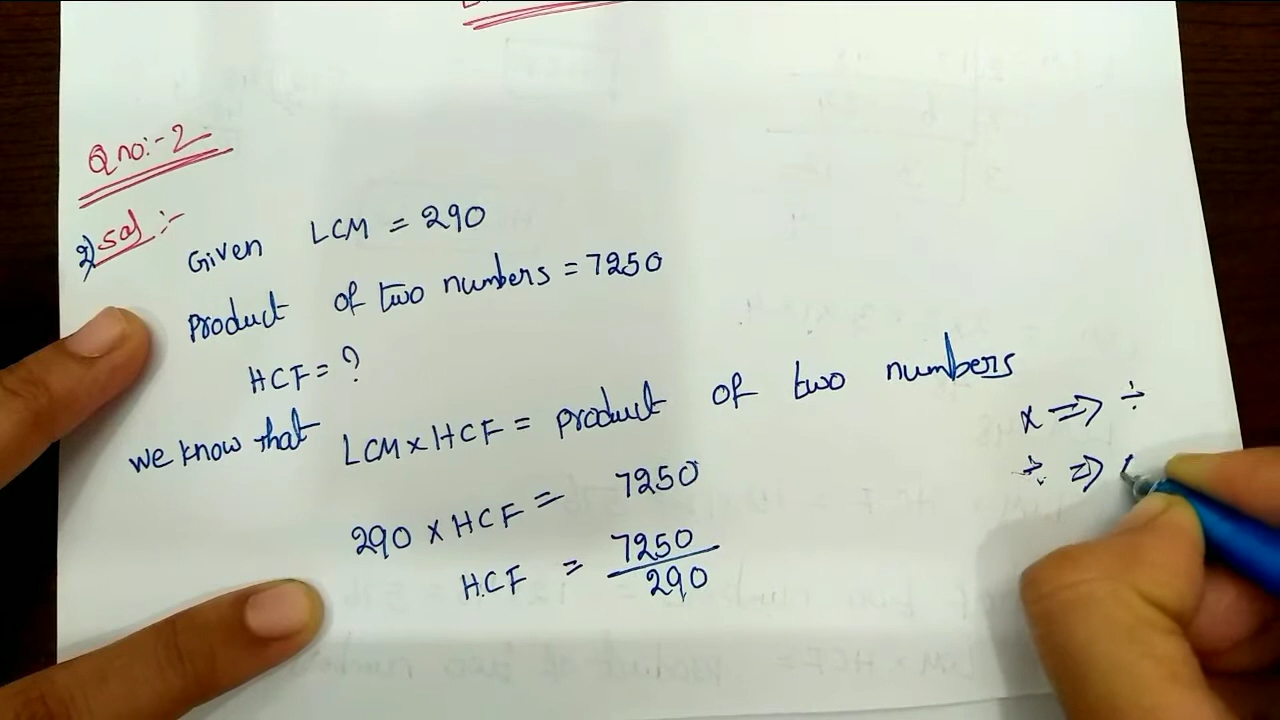 Q no:- 2
2) Sol :-
Given LCM = 290
product of two numbers = 7250
HCF = ?
we know that LCM x HCF = product of two numbers
290 x HCF = 7250
HCF = 7250
290
x => ÷
÷ =>